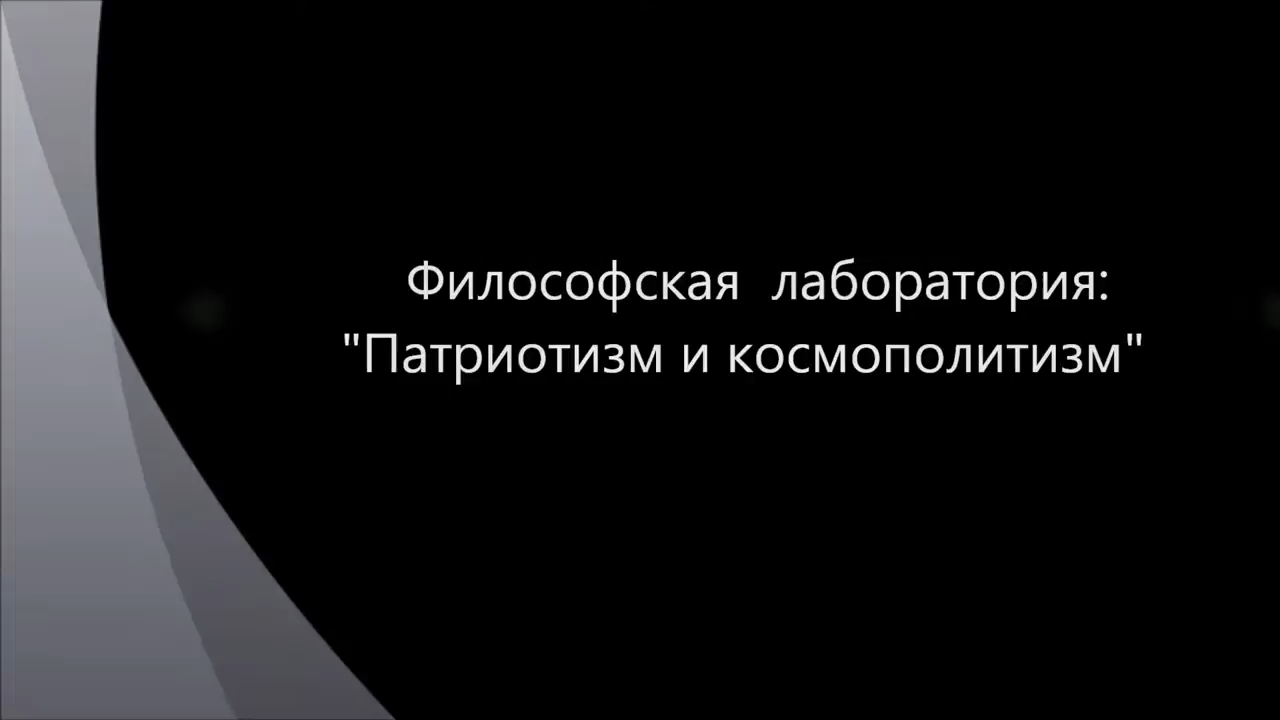 Философская лаборатория:
"Патриотизм и космополитизм"